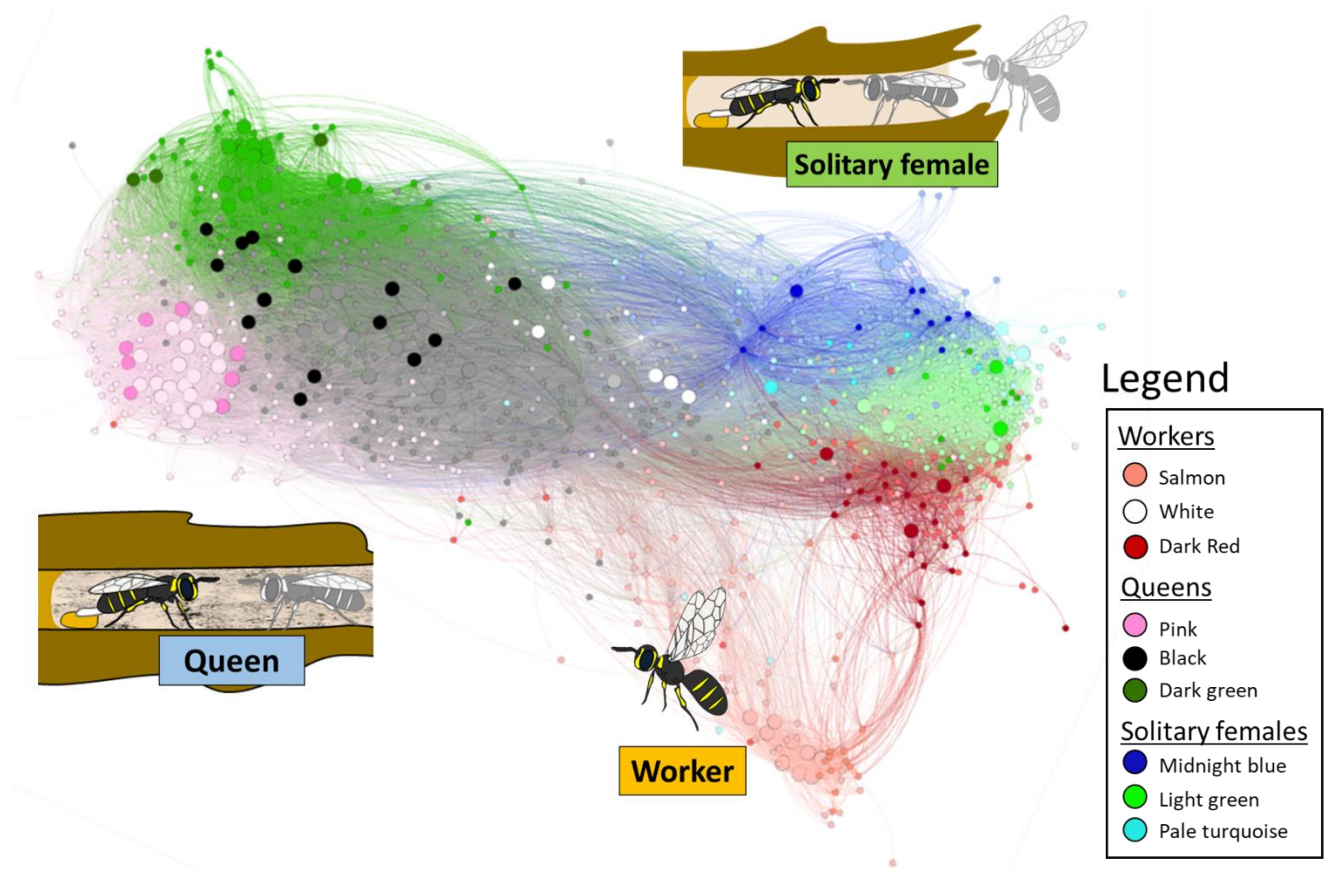 Solitary female
Queen
Worker
Legend
Workers
Salmon
White
Dark Red
Queens
Pink
Black
Dark green
Solitary females
Midnight blue
Light green
Pale turquoise